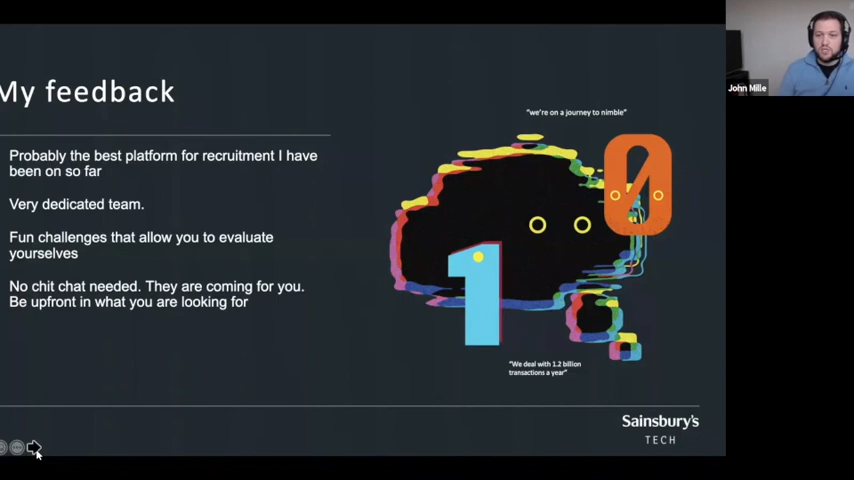 My feedback
Probably the best platform for recruitment I have
been on so far
Very dedicated team.
Fun challenges that allow you to evaluate
yourselves
No chit chat needed. They are coming for you.
Be upfront in what you are looking for
"we're on a journey to nimble"
0
1
"We deal with 1.2 billion
transactions a year"
Sainsbury's
TECH
John Mille